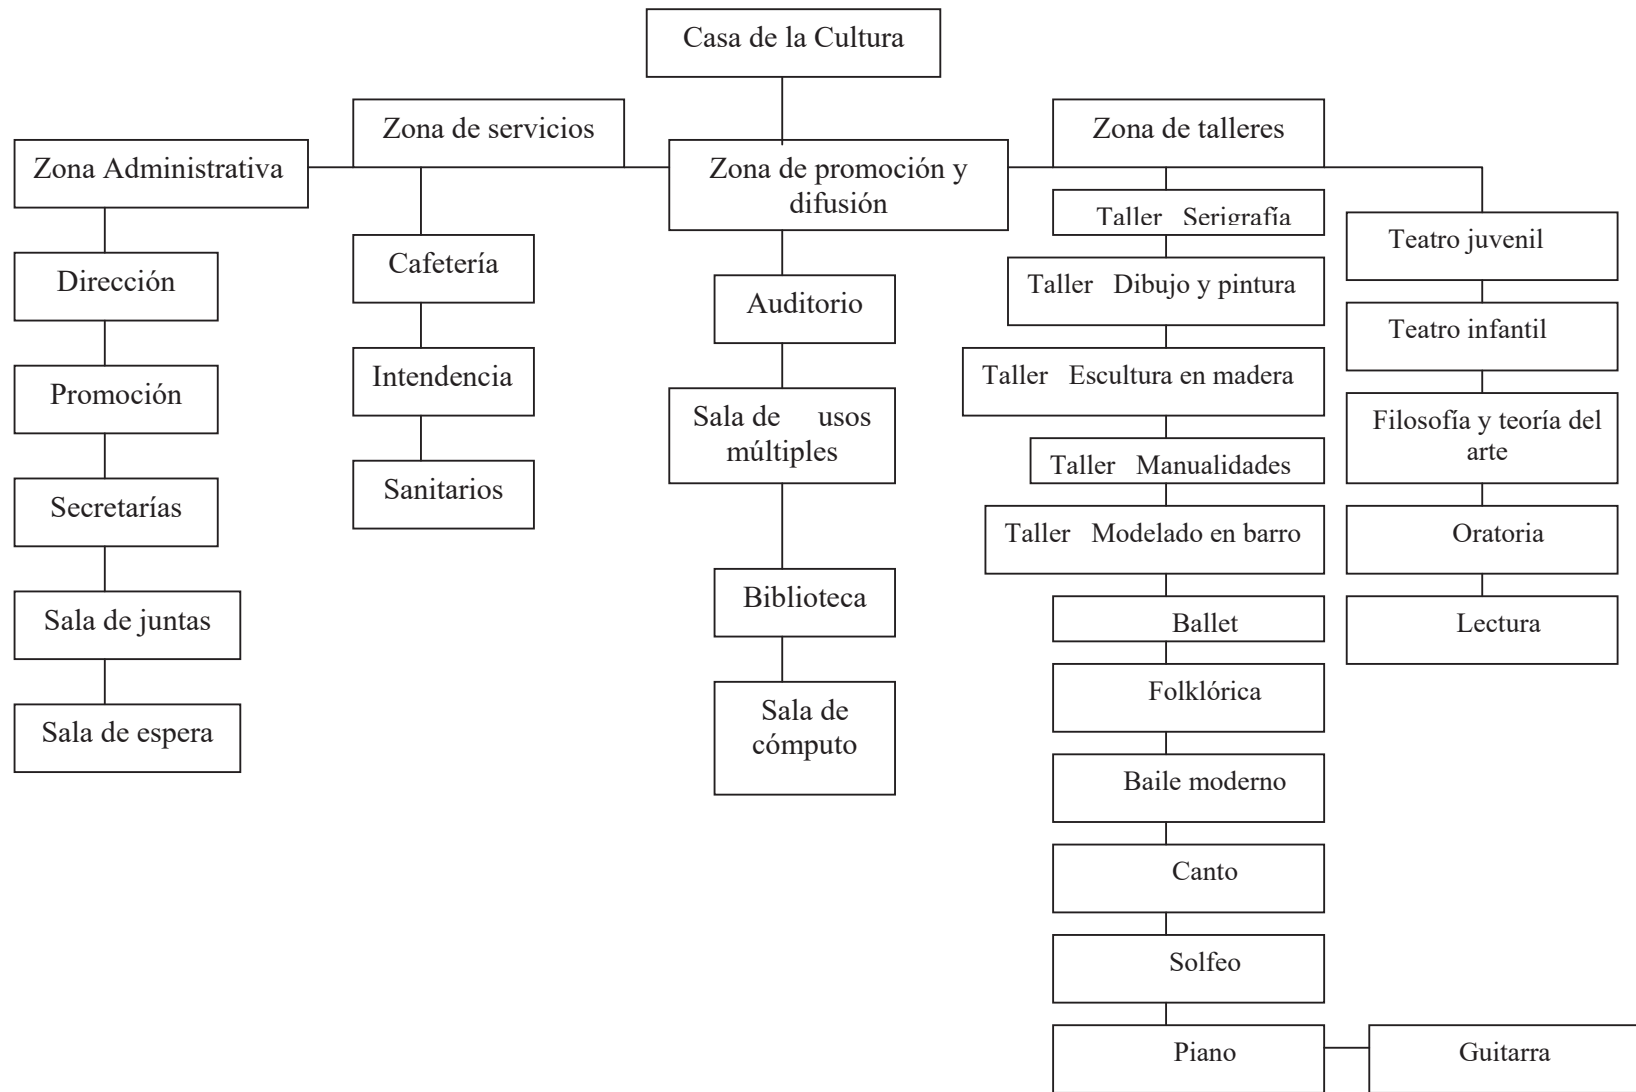 Casa de la Cultura
Zona Administrativa
Dirección
Promoción
Secretarías
Sala de juntas
Sala de espera
Zona de servicios
Cafetería
Intendencia
Sanitarios
Zona de promoción y
difusión
Auditorio
Sala de usos
múltiples
Biblioteca
Sala de
cómputo
Zona de talleres
Taller Serigrafía
Taller Dibujo y pintura
Taller Escultura en madera
Taller Manualidades
Taller Modelado en barro
Ballet
Folklórica
Baile moderno
Canto
Solfeo
Piano
Guitarra
Teatro juvenil
Teatro infantil
Filosofía y teoría del
arte
Oratoria
Lectura